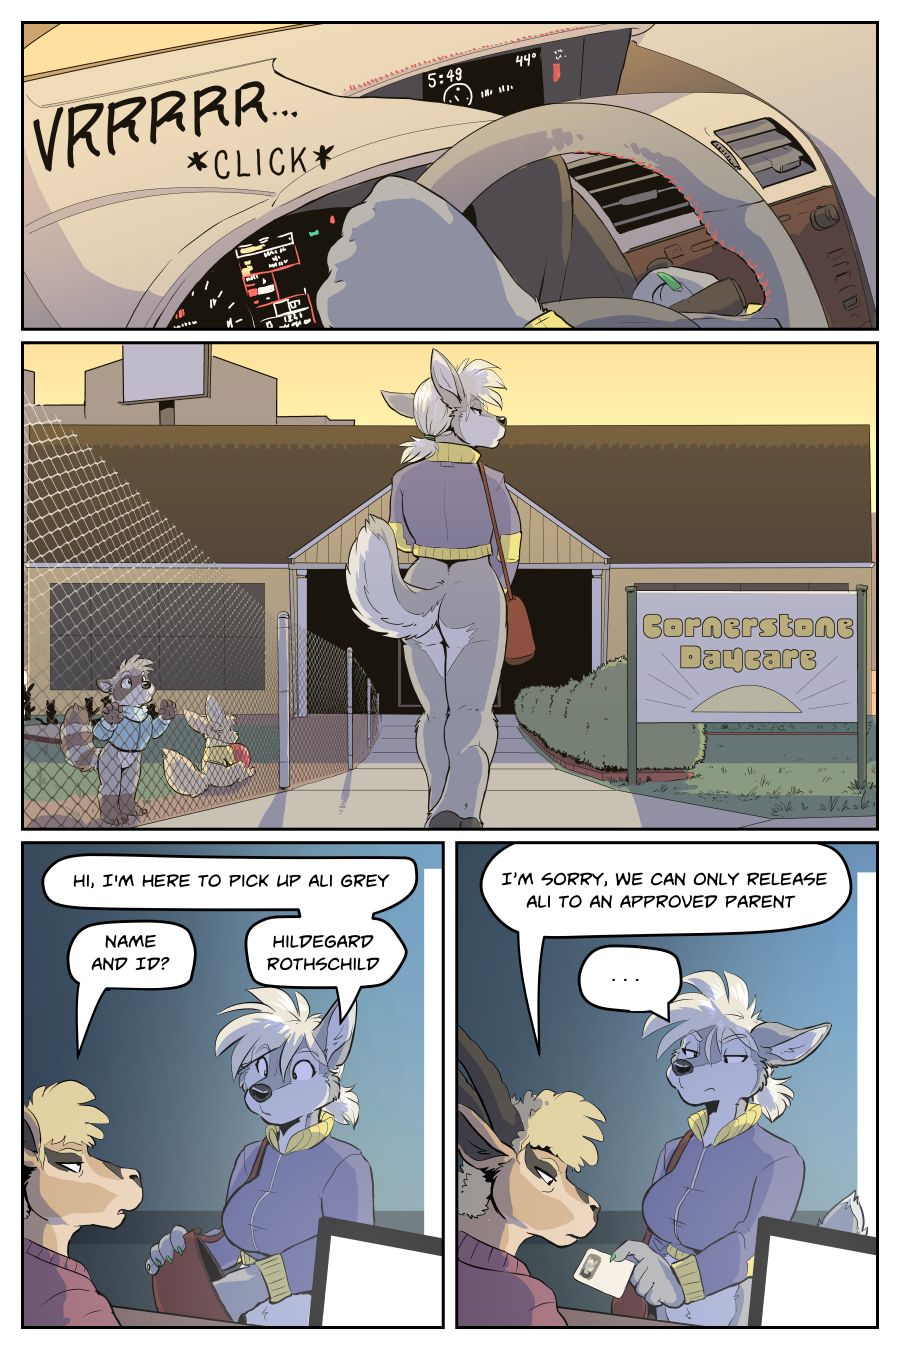 5:49
44°
VRRRRR...
*CLICK*
Cornerstone
Daycare
HI, I'M HERE TO PICK UP ALI GREY
NAME
AND ID?
HILDEGARD
ROTHSCHILD
I'M SORRY, WE CAN ONLY RELEASE
ALI TO AN APPROVED PARENT
...